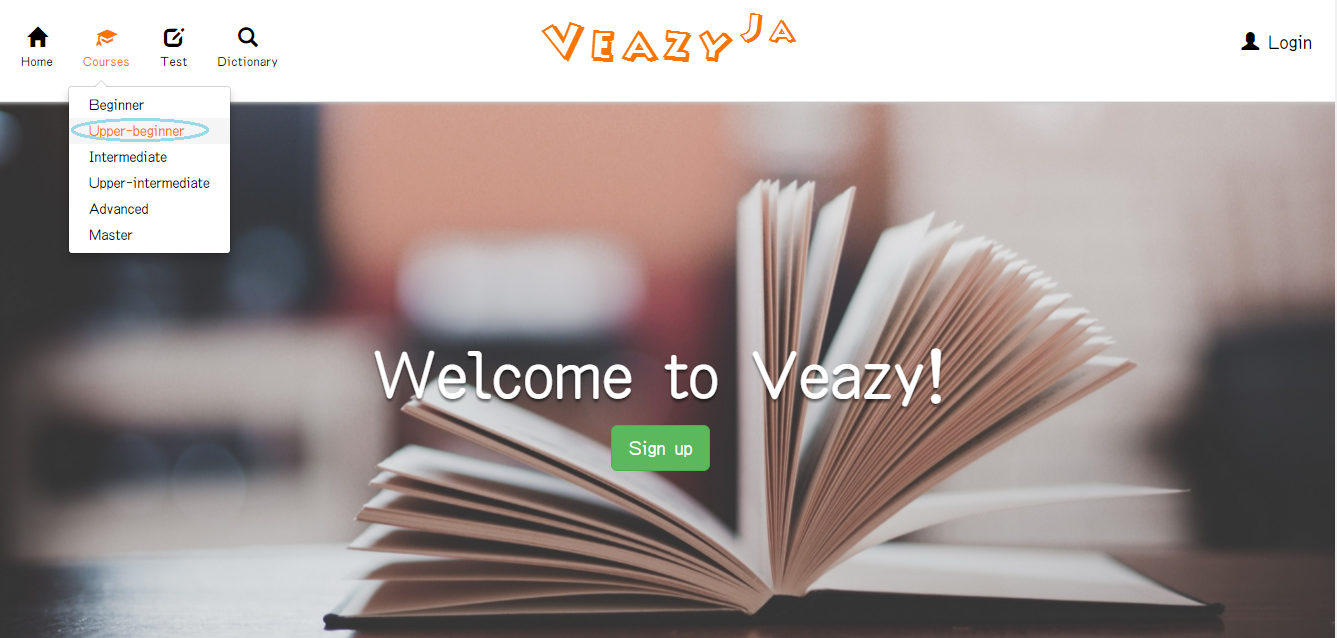 Home
Courses
Test
Dictionary
VEAZY JA
Login
Beginner
Upper-beginner
Intermediate
Upper-intermediate
Advanced
Master
Welcome to Veazy!
Sign up